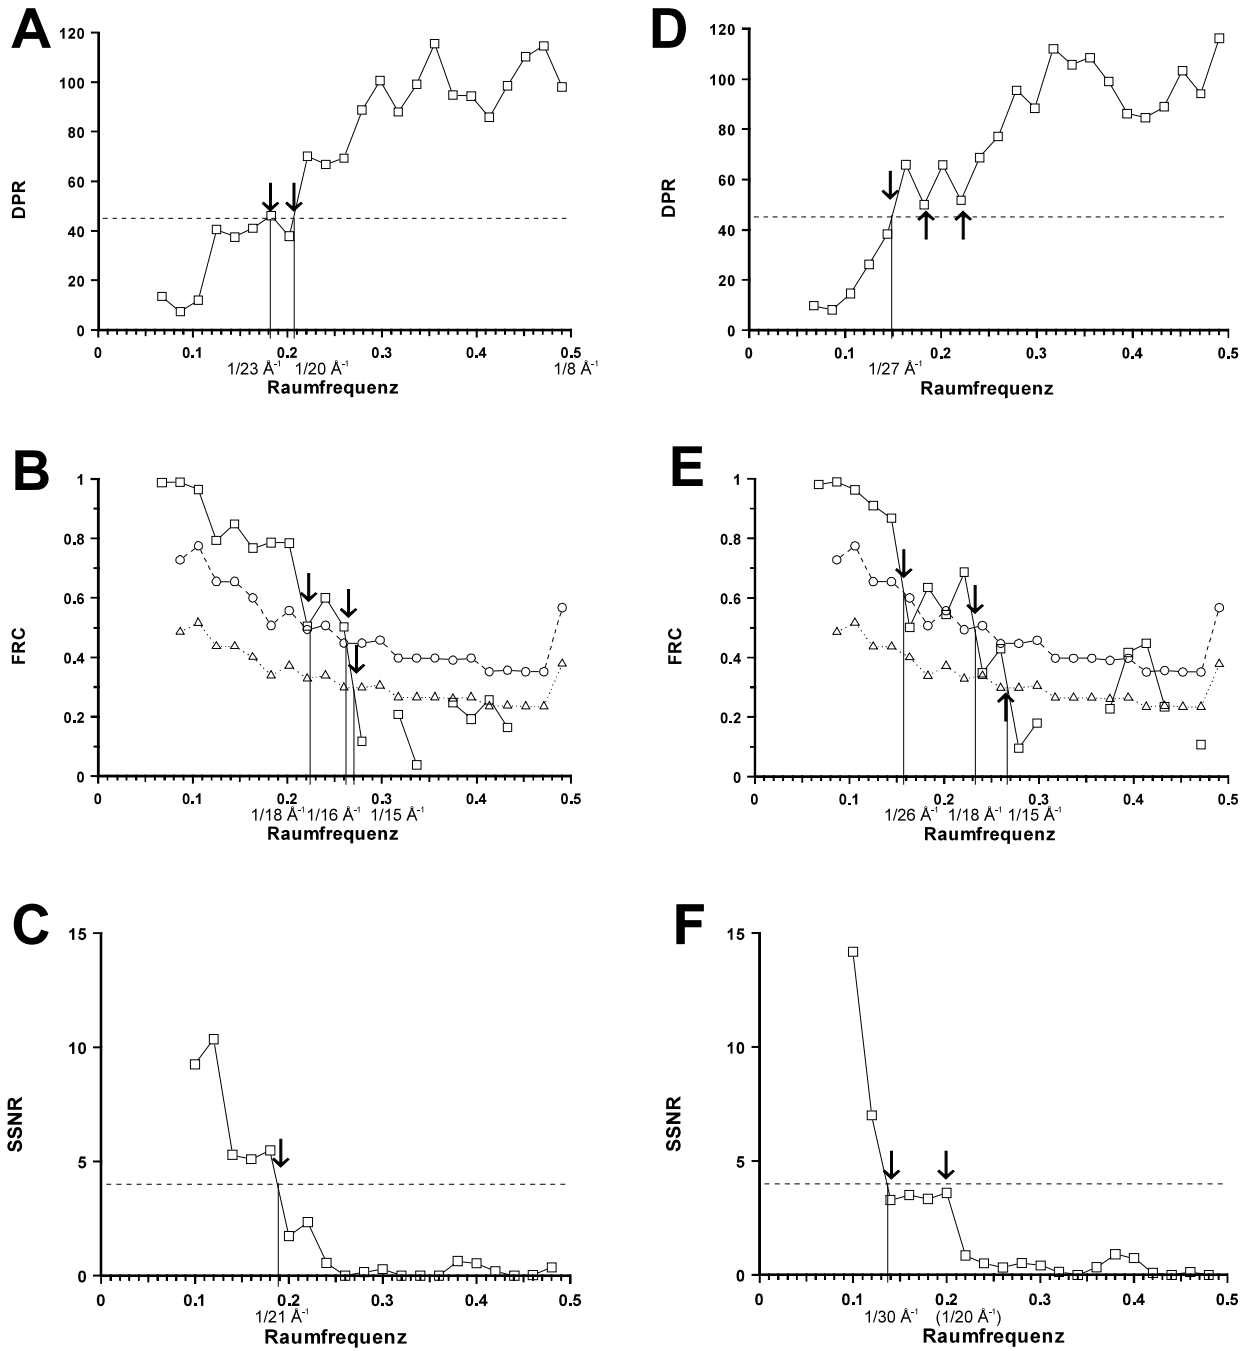 A
DPR
120
100
80
60
40
20
0
0 0.1 0.2 0.3 0.4 0.5
1/23 Å⁻¹ 1/20 Å⁻¹ 1/8 Å⁻¹
Raumfrequenz
D
DPR
120
100
80
60
40
20
0
0 0.1 0.2 0.3 0.4 0.5
1/27 Å⁻¹
Raumfrequenz
B
FRC
1
0.8
0.6
0.4
0.2
0
0 0.1 0.2 0.3 0.4 0.5
1/18 Å⁻¹ 1/16 Å⁻¹ 1/15 Å⁻¹
Raumfrequenz
E
FRC
1
0.8
0.6
0.4
0.2
0
0 0.1 0.2 0.3 0.4 0.5
1/26 Å⁻¹ 1/18 Å⁻¹ 1/15 Å⁻¹
Raumfrequenz
C
SSNR
15
10
5
0
0 0.1 0.2 0.3 0.4 0.5
1/21 Å⁻¹
Raumfrequenz
F
SSNR
15
10
5
0
0 0.1 0.2 0.3 0.4 0.5
1/30 Å⁻¹ (1/20 Å⁻¹)
Raumfrequenz